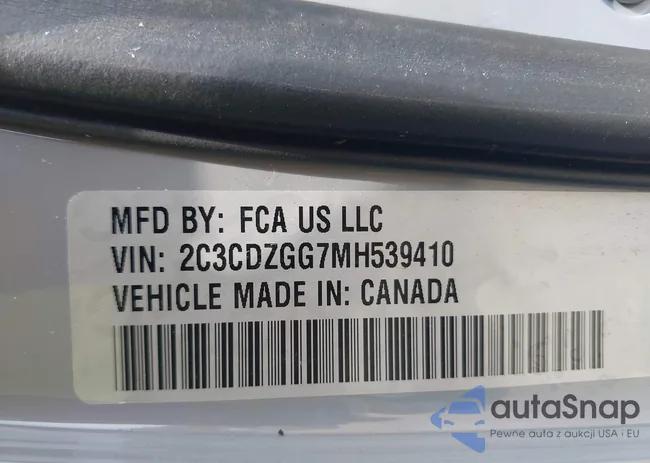 MFD BY: FCA US LLC
VIN: 2C3CDZGG7MH539410
VEHICLE MADE IN: CANADA
autaSnap
Pewne auta z aukcji USA i EU